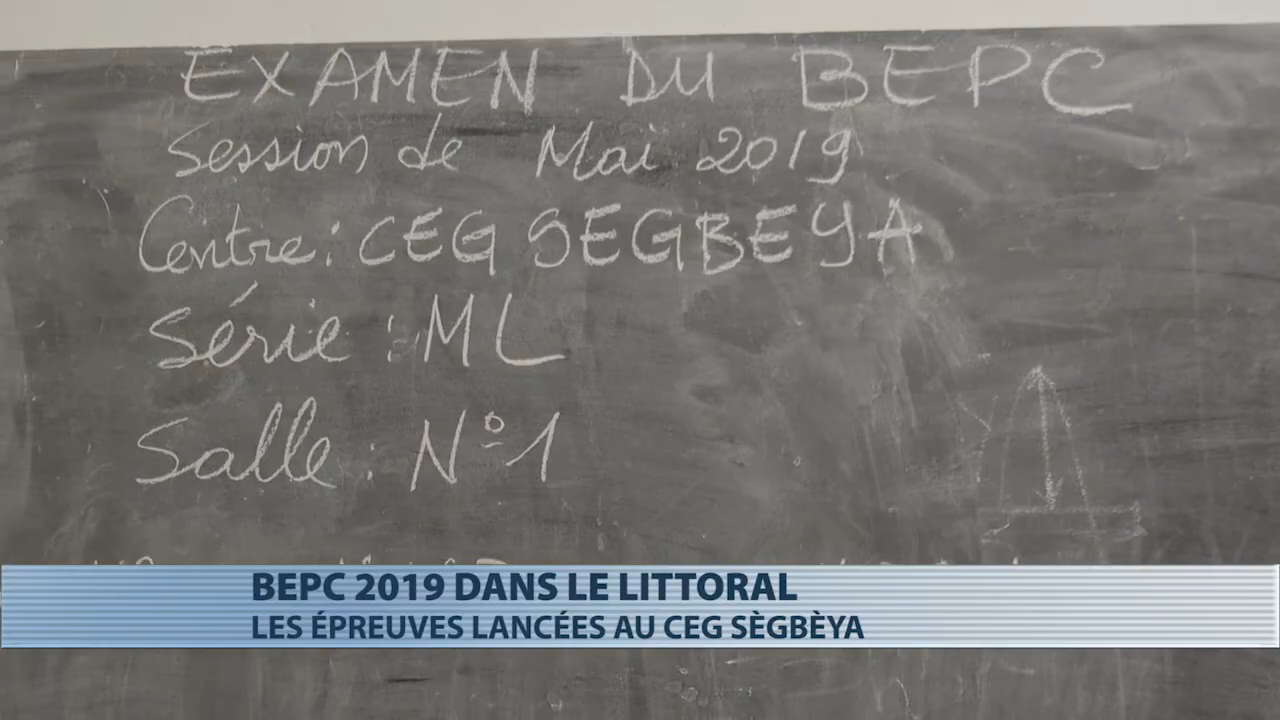 EXAMEN DU BEPC
Session de Mai 2019
Centre : CEG SEGBEYA
Série : ML
Salle : N° 1
BEPC 2019 DANS LE LITTORAL
LES ÉPREUVES LANCÉES AU CEG SÈGBÈYA